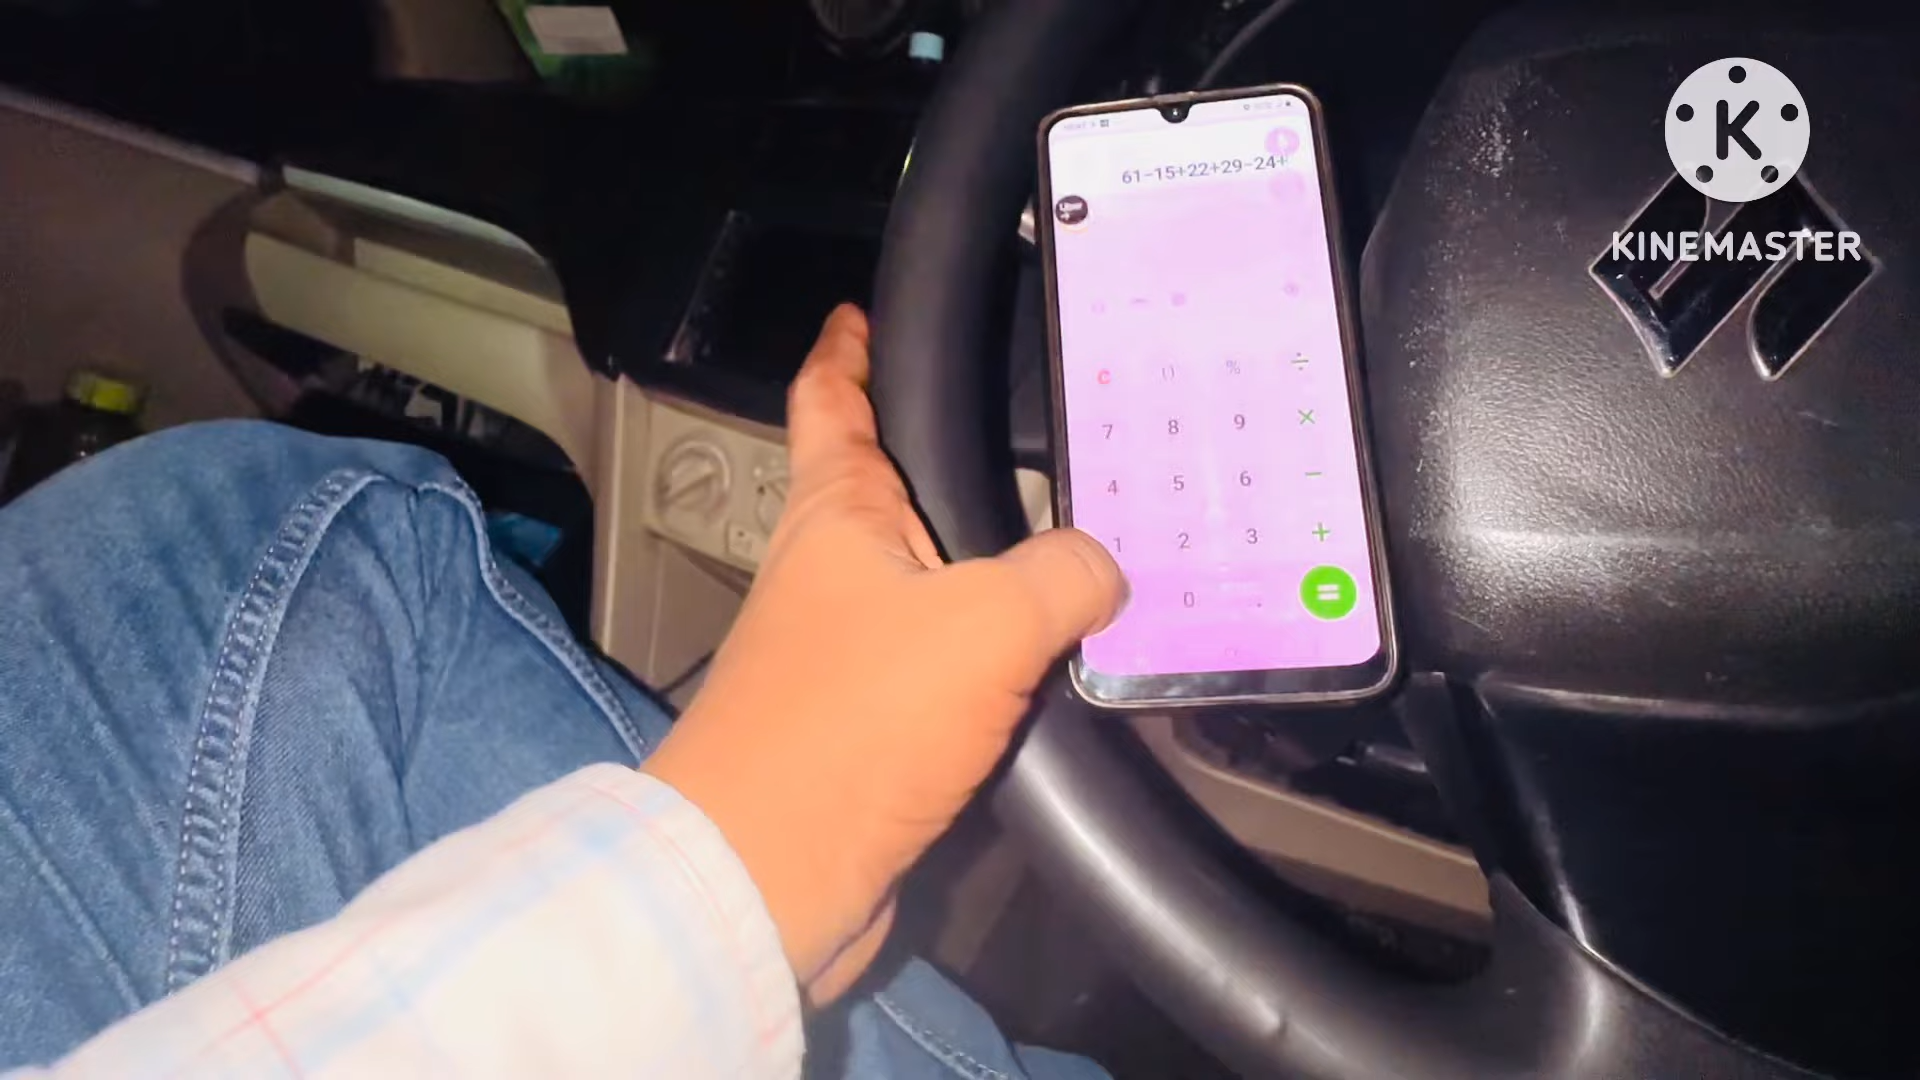 K
KINEMASTER
61−15+22+29−24+
C () % ÷
7 8 9 ×
4 5 6 −
1 2 3 +
0 . =